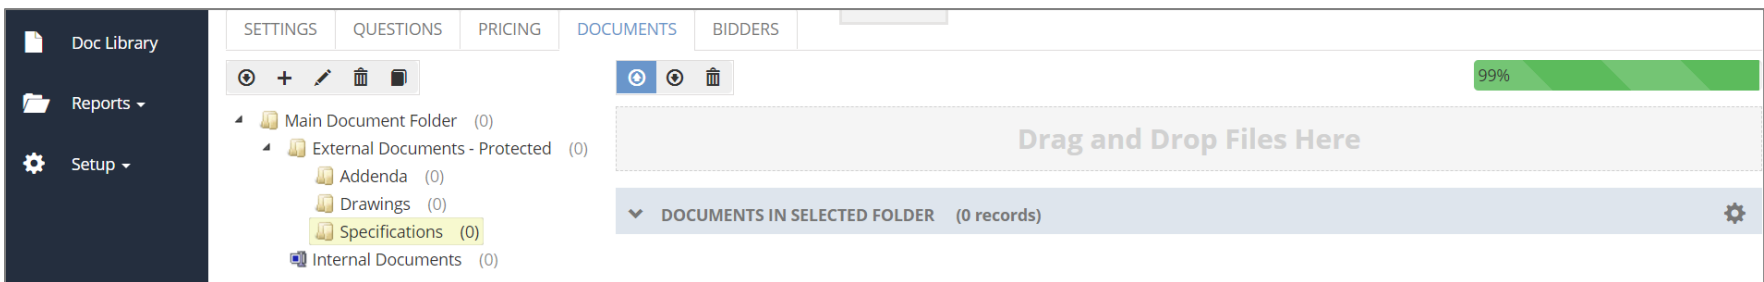 Doc Library
Reports
Setup
SETTINGS QUESTIONS PRICING DOCUMENTS BIDDERS
99%
Main Document Folder (0)
External Documents - Protected (0)
Addenda (0)
Drawings (0)
Specifications (0)
Internal Documents (0)
Drag and Drop Files Here
DOCUMENTS IN SELECTED FOLDER (0 records)